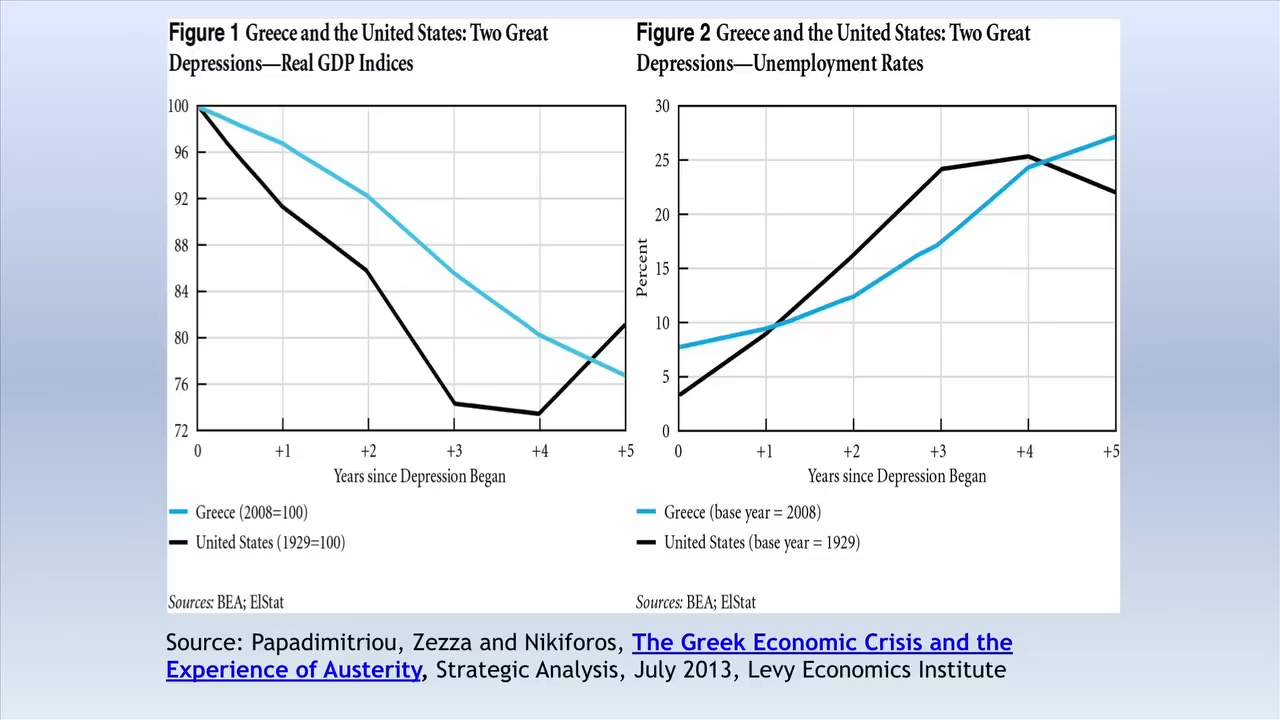 Figure 1 Greece and the United States: Two Great
Depressions—Real GDP Indices
100
96
92
88
84
80
76
72
0 +1 +2 +3 +4 +5
Years since Depression Began
Greece (2008=100)
United States (1929=100)
Sources: BEA; ElStat
Figure 2 Greece and the United States: Two Great
Depressions—Unemployment Rates
Percent
30
25
20
15
10
5
0
0 +1 +2 +3 +4 +5
Years since Depression Began
Greece (base year = 2008)
United States (base year = 1929)
Sources: BEA; ElStat
Source: Papadimitriou, Zezza and Nikiforos, The Greek Economic Crisis and the
Experience of Austerity, Strategic Analysis, July 2013, Levy Economics Institute